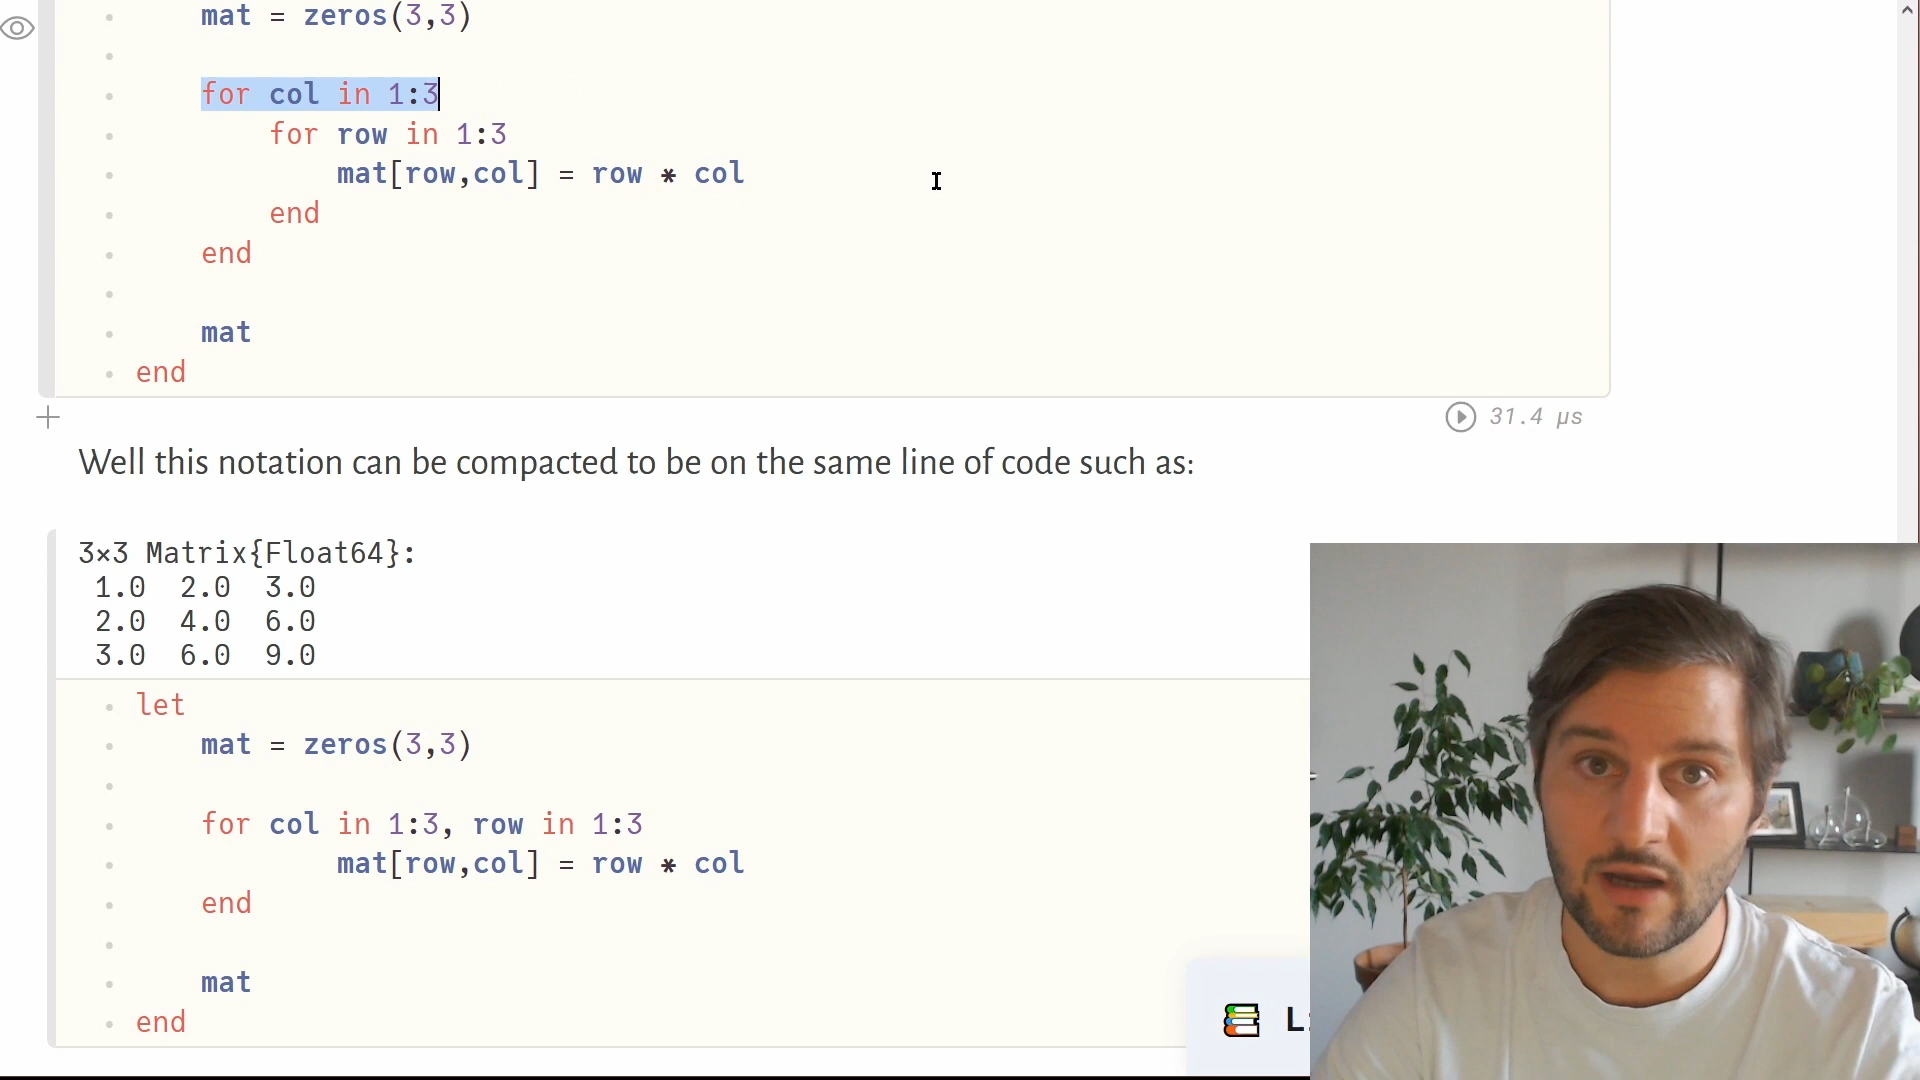 mat = zeros(3,3)
for col in 1:3
for row in 1:3
mat[row,col] = row * col
end
end
mat
end
31.4 μs
Well this notation can be compacted to be on the same line of code such as:
3×3 Matrix{Float64}:
1.0 2.0 3.0
2.0 4.0 6.0
3.0 6.0 9.0
let
mat = zeros(3,3)
for col in 1:3, row in 1:3
mat[row,col] = row * col
end
mat
end